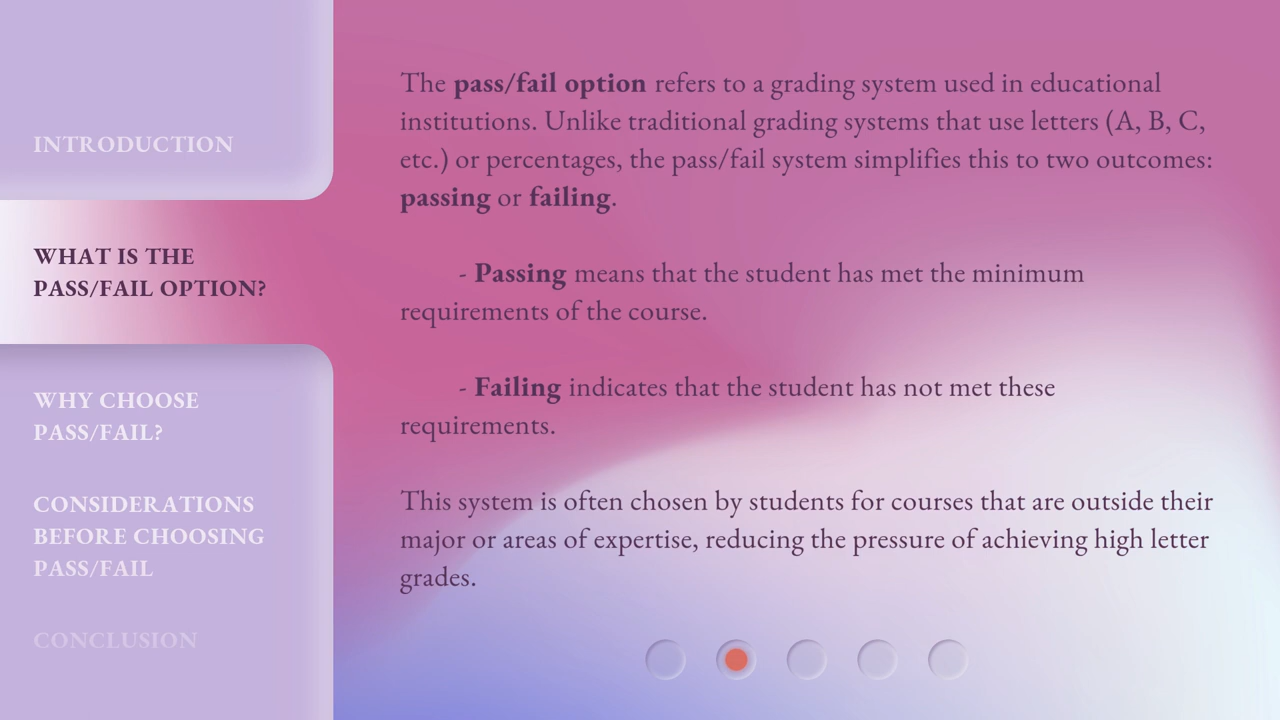 INTRODUCTION
WHAT IS THE
PASS/FAIL OPTION?
WHY CHOOSE
PASS/FAIL?
CONSIDERATIONS
BEFORE CHOOSING
PASS/FAIL
CONCLUSION
The pass/fail option refers to a grading system used in educational
institutions. Unlike traditional grading systems that use letters (A, B, C,
etc.) or percentages, the pass/fail system simplifies this to two outcomes:
passing or failing.
- Passing means that the student has met the minimum
requirements of the course.
- Failing indicates that the student has not met these
requirements.
This system is often chosen by students for courses that are outside their
major or areas of expertise, reducing the pressure of achieving high letter
grades.